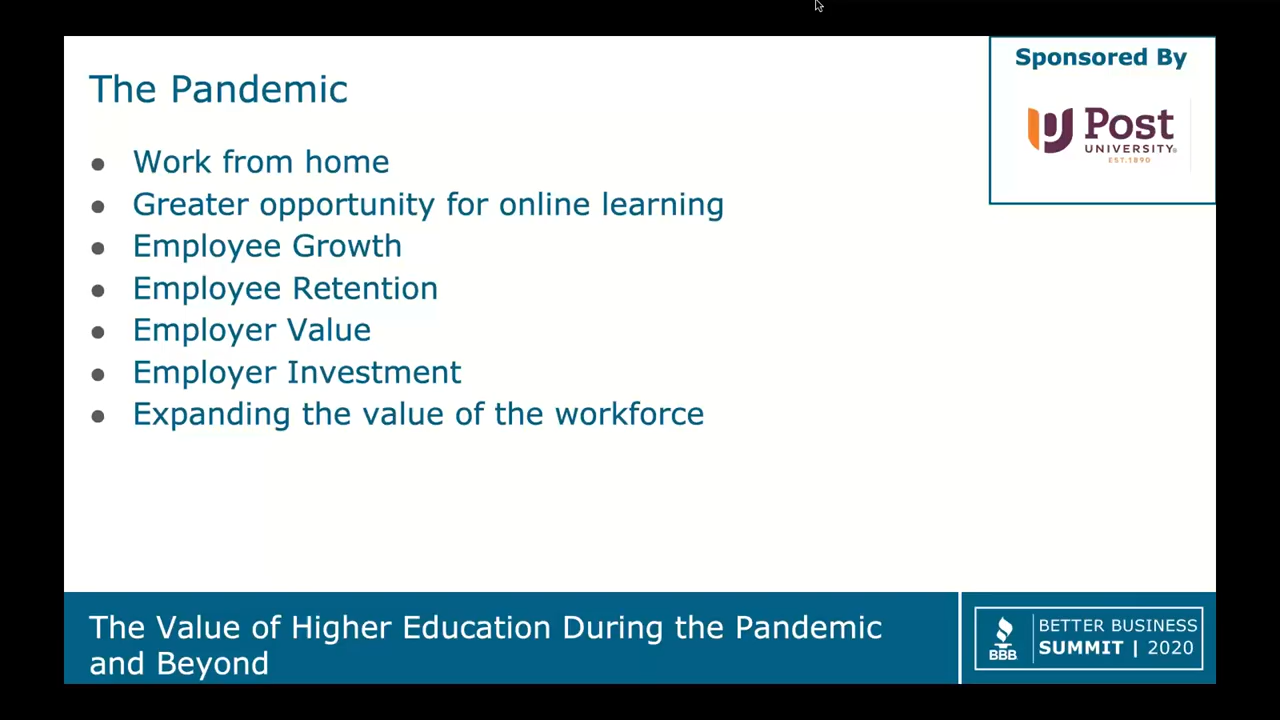 The Pandemic
Sponsored By
Post
UNIVERSITY®
EST.1890
● Work from home
● Greater opportunity for online learning
● Employee Growth
● Employee Retention
● Employer Value
● Employer Investment
● Expanding the value of the workforce
The Value of Higher Education During the Pandemic
and Beyond
BBB
BETTER BUSINESS
SUMMIT | 2020